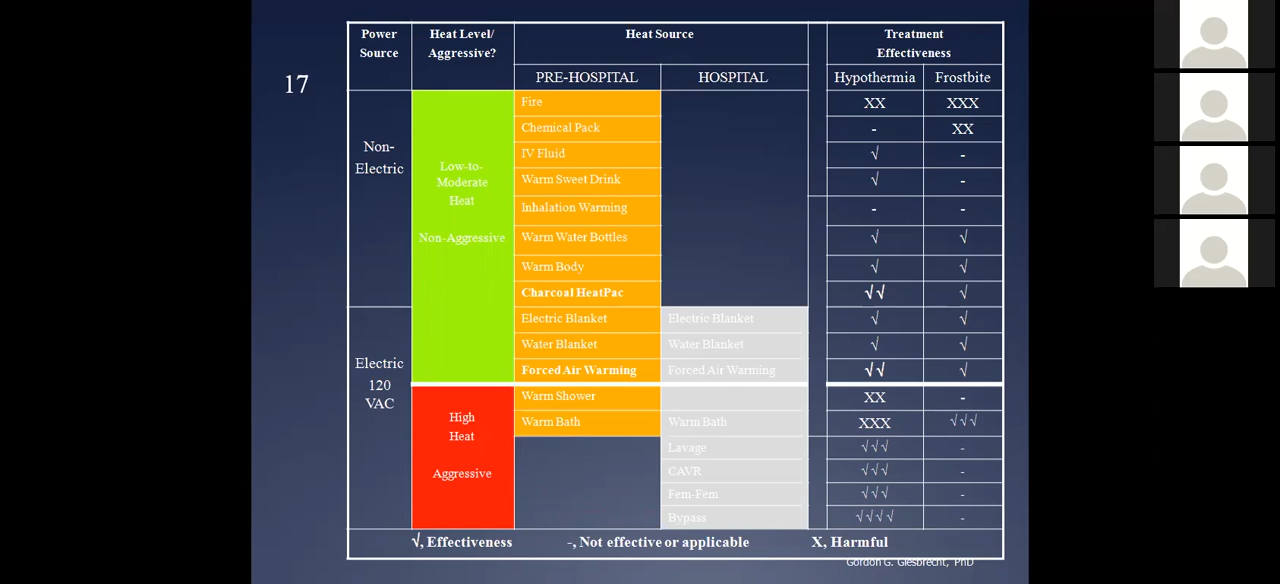 17
Power Source Heat Level/ Aggressive? Heat Source Treatment Effectiveness
PRE-HOSPITAL HOSPITAL Hypothermia Frostbite
Non-Electric
Low-to-Moderate Heat
Non-Aggressive
Fire XX XXX
Chemical Pack - XX
IV Fluid √ -
Warm Sweet Drink √ -
Inhalation Warming - -
Warm Water Bottles √ √
Warm Body √ √
Charcoal HeatPac √√ √
Electric 120 VAC
Electric Blanket Electric Blanket √ √
Water Blanket Water Blanket √ √
Forced Air Warming Forced Air Warming √√ √
High Heat
Aggressive
Warm Shower XX -
Warm Bath Warm Bath XXX √√√
Lavage √√√ -
CAVR √√√ -
Fem-Fem √√√ -
Bypass √√√√ -
√, Effectiveness -, Not effective or applicable X, Harmful
Gordon G. Giesbrecht, PhD